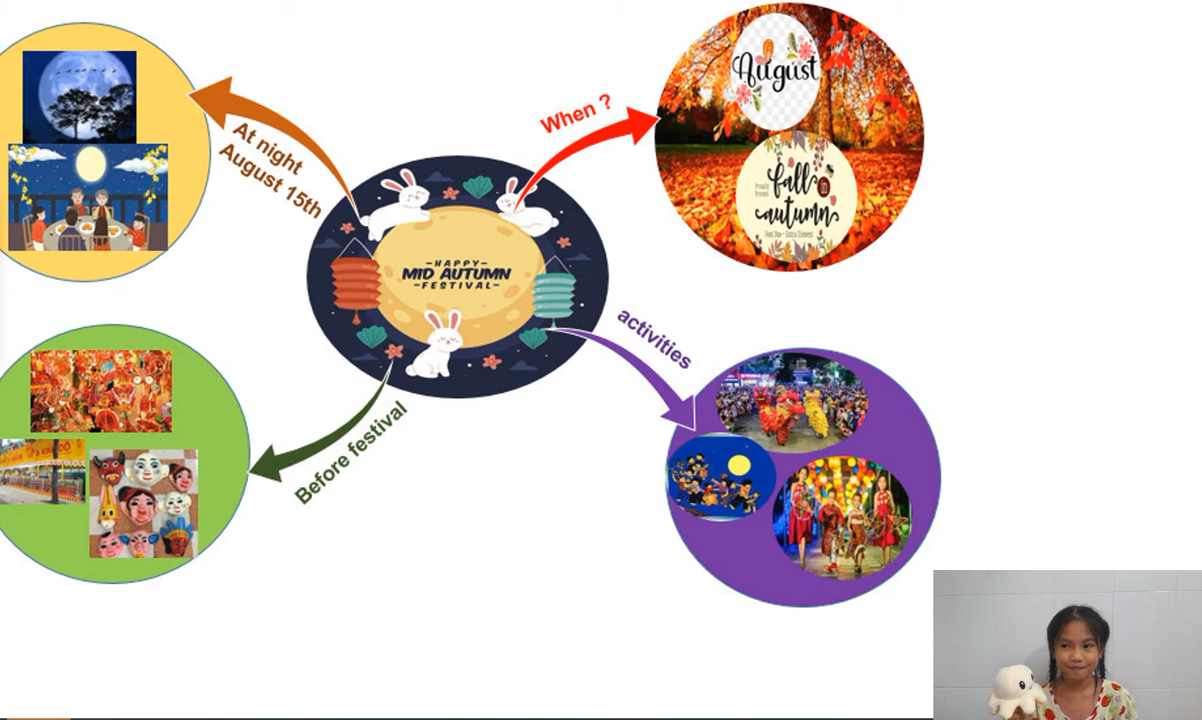 August
When ?
At night
August 15th
fall
autumn
-HAPPY-
MID AUTUMN
-FESTIVAL-
activities
Before festival